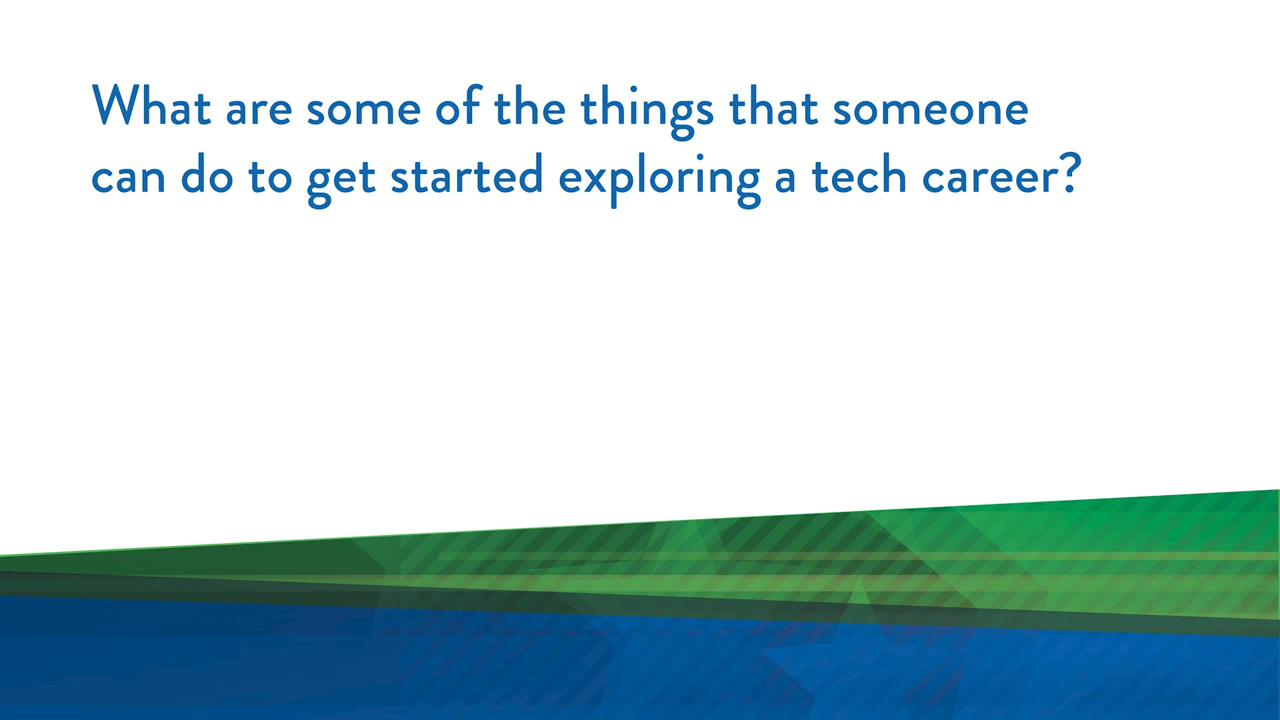 What are some of the things that someone
can do to get started exploring a tech career?